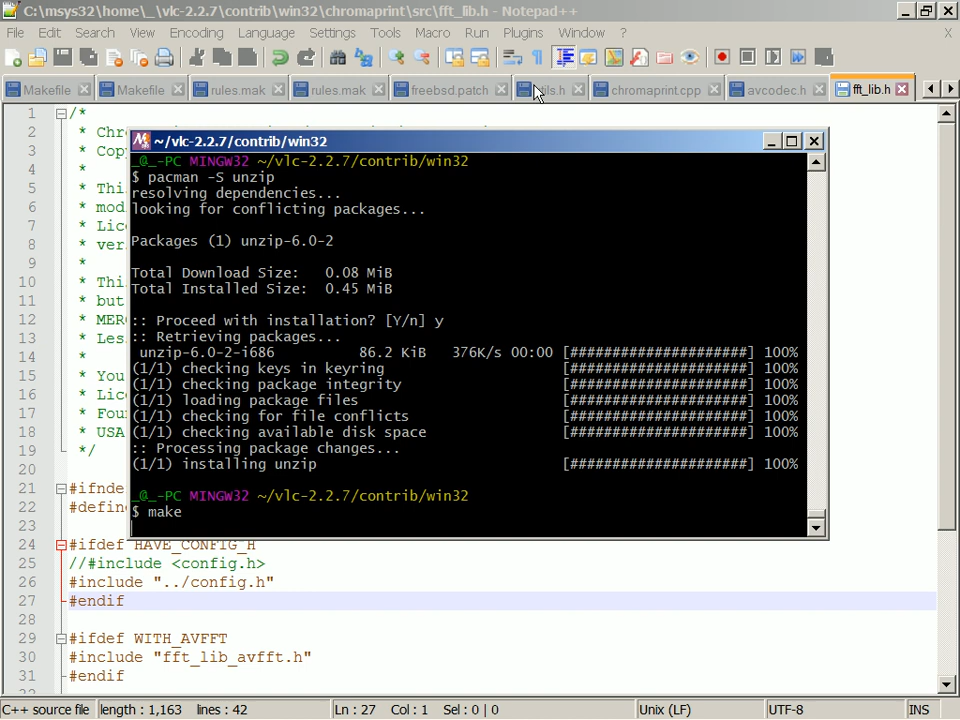 C:\msys32\home\_\vlc-2.2.7\contrib\win32\chromaprint\src\fft_lib.h - Notepad++
File Edit Search View Encoding Language Settings Tools Macro Run Plugins Window ? X
Makefile Makefile rules.mak rules.mak freebsd.patch ls.h chromaprint.cpp avcodec.h fft_lib.h
1 /*
2 * Chr
3 * Cop
4 *
5 * Thi
6 * mod
7 * Lic
8 * ver
9 *
10 * Thi
11 * but
12 * MER
13 * Les
14 *
15 * You
16 * Lic
17 * Fou
18 * USA
19 */
20
21 #ifnde
22 #defin
23
24 #ifdef HAVE_CONFIG_H
25 //#include <config.h>
26 #include "../config.h"
27 #endif
28
29 #ifdef WITH_AVFFT
30 #include "fft_lib_avfft.h"
31 #endif
~/vlc-2.2.7/contrib/win32
_@_-PC MINGW32 ~/vlc-2.2.7/contrib/win32
$ pacman -S unzip
resolving dependencies...
looking for conflicting packages...
Packages (1) unzip-6.0-2
Total Download Size: 0.08 MiB
Total Installed Size: 0.45 MiB
:: Proceed with installation? [Y/n] y
:: Retrieving packages...
unzip-6.0-2-i686 86.2 KiB 376K/s 00:00 [#####################] 100%
(1/1) checking keys in keyring [#####################] 100%
(1/1) checking package integrity [#####################] 100%
(1/1) loading package files [#####################] 100%
(1/1) checking for file conflicts [#####################] 100%
(1/1) checking available disk space [#####################] 100%
:: Processing package changes...
(1/1) installing unzip [#####################] 100%
_@_-PC MINGW32 ~/vlc-2.2.7/contrib/win32
$ make
C++ source file length : 1,163 lines : 42 Ln : 27 Col : 1 Sel : 0 | 0 Unix (LF) UTF-8 INS